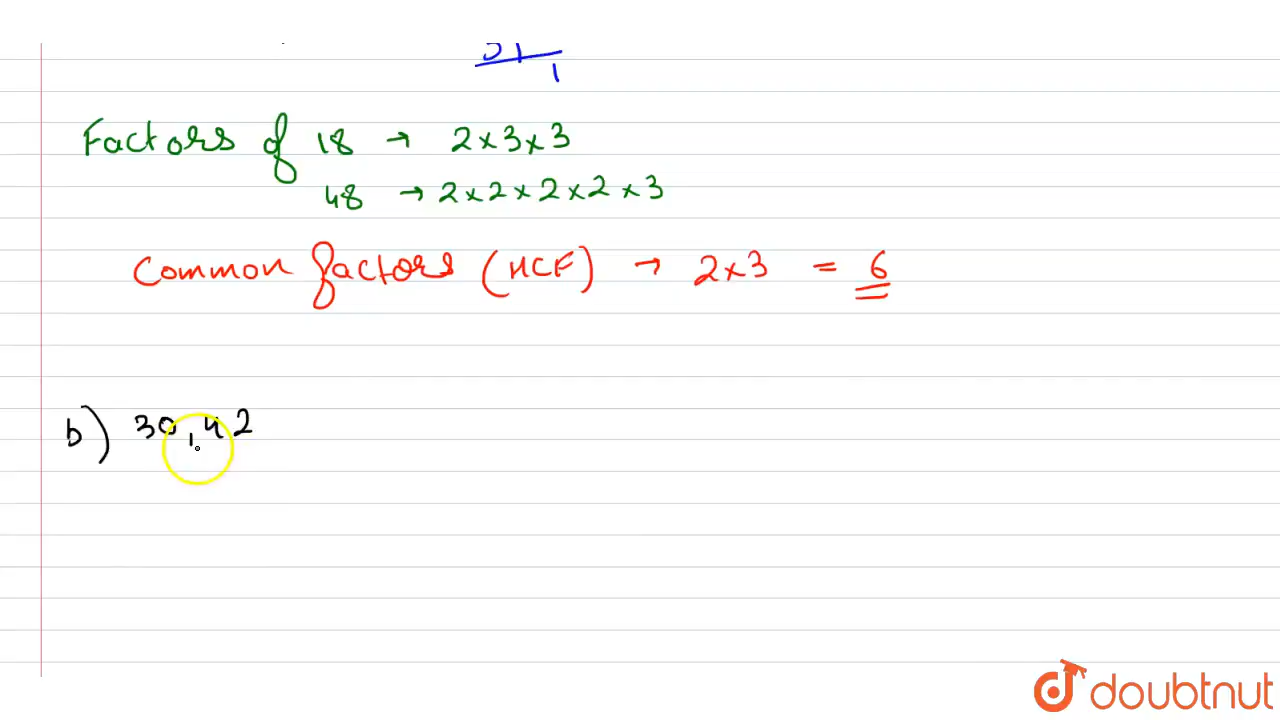 1
Factors of 18 → 2×3×3
48 → 2×2×2×2×3
Common factors (HCF) → 2×3 = 6
b) 30, 42
doubtnut